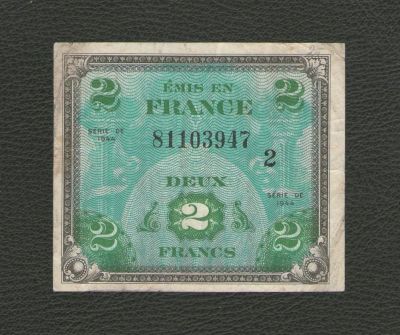 2 ÉMIS EN 2
FRANCE
SÉRIE DE
1944
81103947
2
DEUX
SÉRIE DE
1944
2 2 2
FRANCS